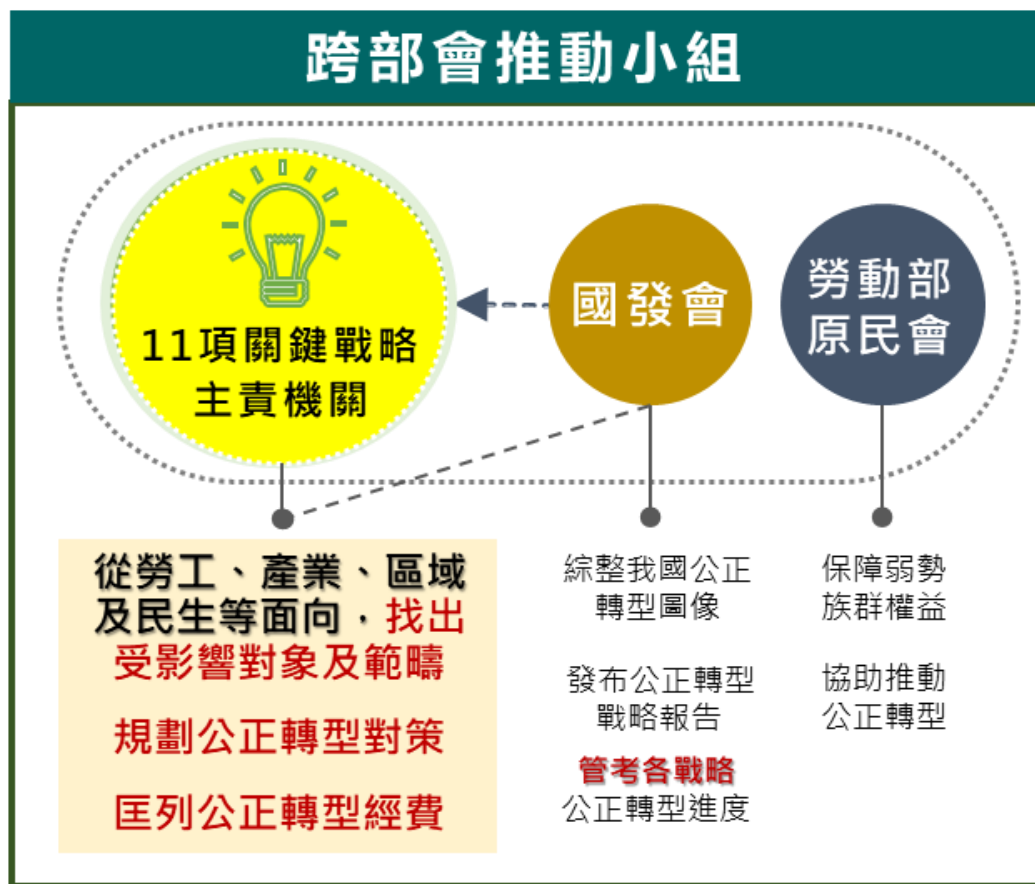 跨部會推動小組
11項關鍵戰略
主責機關
國發會
勞動部
原民會
從勞工、產業、區域
及民生等面向，找出
受影響對象及範疇
規劃公正轉型對策
匡列公正轉型經費
綜整我國公正
轉型圖像
發布公正轉型
戰略報告
管考各戰略
公正轉型進度
保障弱勢
族群權益
協助推動
公正轉型